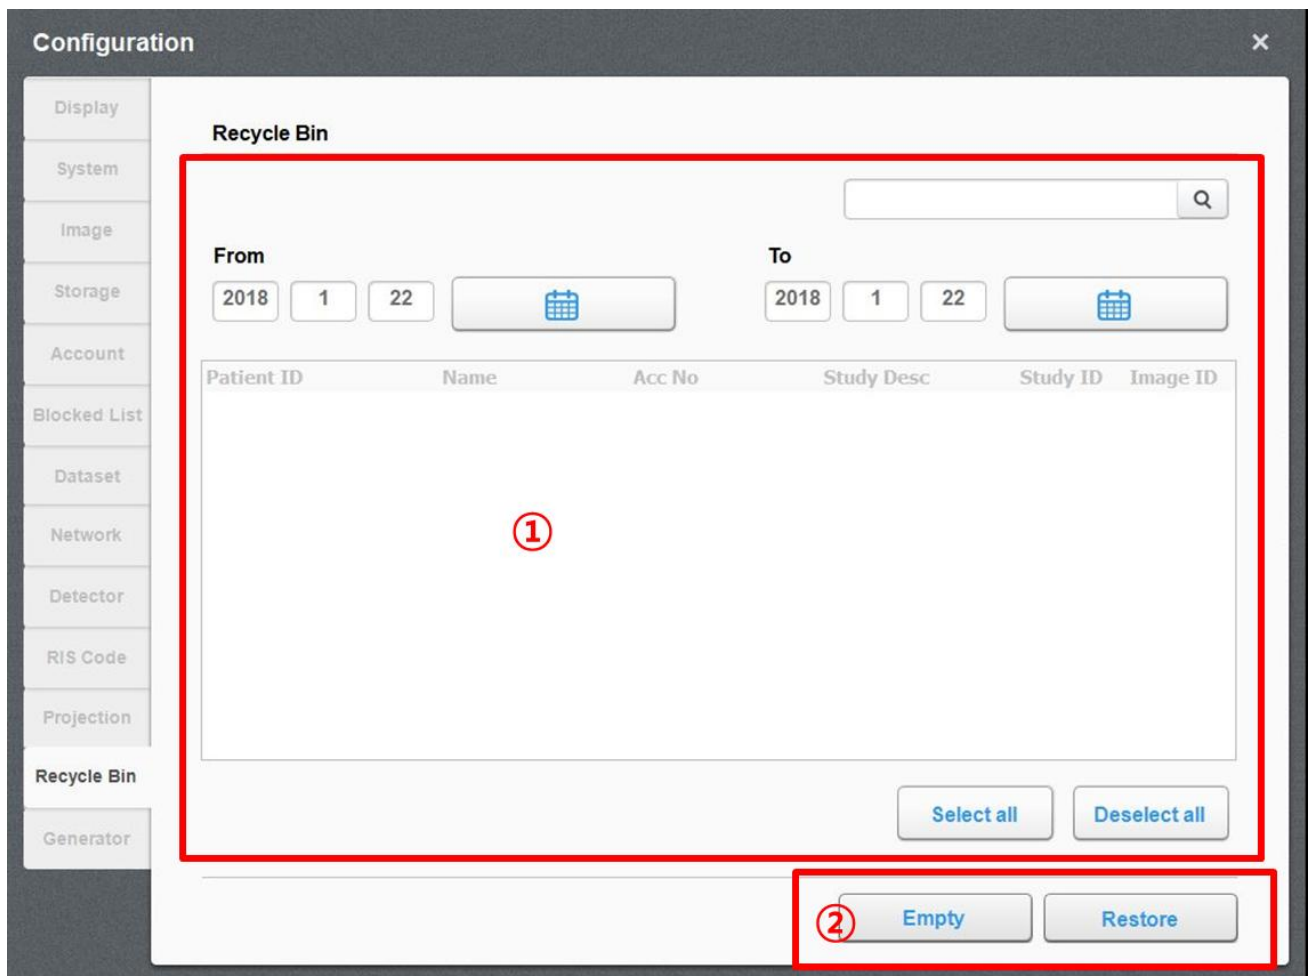 Configuration
×
Display
System
Image
Storage
Account
Blocked List
Dataset
Network
Detector
RIS Code
Projection
Recycle Bin
Generator
Recycle Bin
From To
2018 1 22 2018 1 22
Patient ID Name Acc No Study Desc Study ID Image ID
①
Select all Deselect all
② Empty Restore